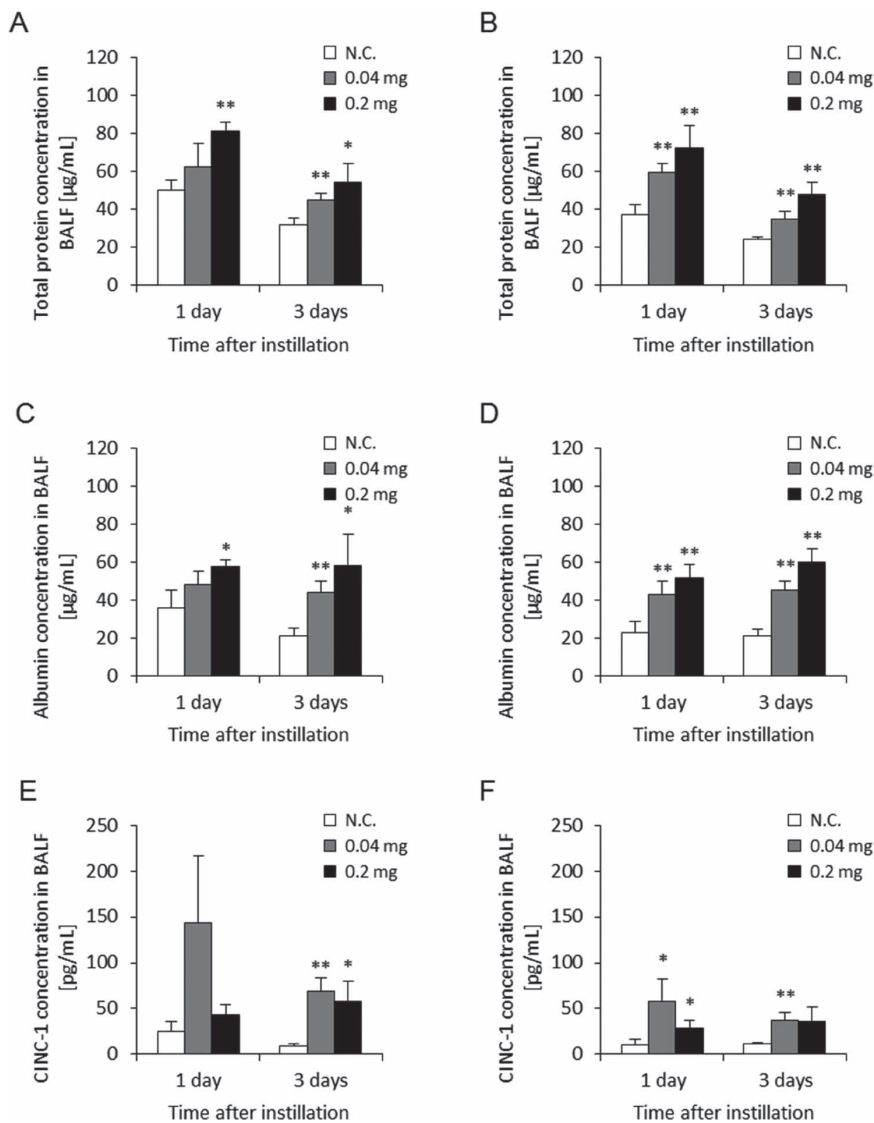 A
Total protein concentration in
BALF [µg/mL]
120
100
80
60
40
20
0
N.C.
0.04 mg
0.2 mg
**
**
*
1 day
3 days
Time after instillation
B
Total protein concentration in
BALF [µg/mL]
120
100
80
60
40
20
0
N.C.
0.04 mg
0.2 mg
**
**
**
**
1 day
3 days
Time after instillation
C
Albumin concentration in BALF
[µg/mL]
120
100
80
60
40
20
0
N.C.
0.04 mg
0.2 mg
*
**
*
1 day
3 days
Time after instillation
D
Albumin concentration in BALF
[µg/mL]
120
100
80
60
40
20
0
N.C.
0.04 mg
0.2 mg
**
**
**
**
1 day
3 days
Time after instillation
E
CINC-1 concentration in BALF
[pg/mL]
250
200
150
100
50
0
N.C.
0.04 mg
0.2 mg
**
*
1 day
3 days
Time after instillation
F
CINC-1 concentration in BALF
[pg/mL]
250
200
150
100
50
0
N.C.
0.04 mg
0.2 mg
*
*
**
1 day
3 days
Time after instillation